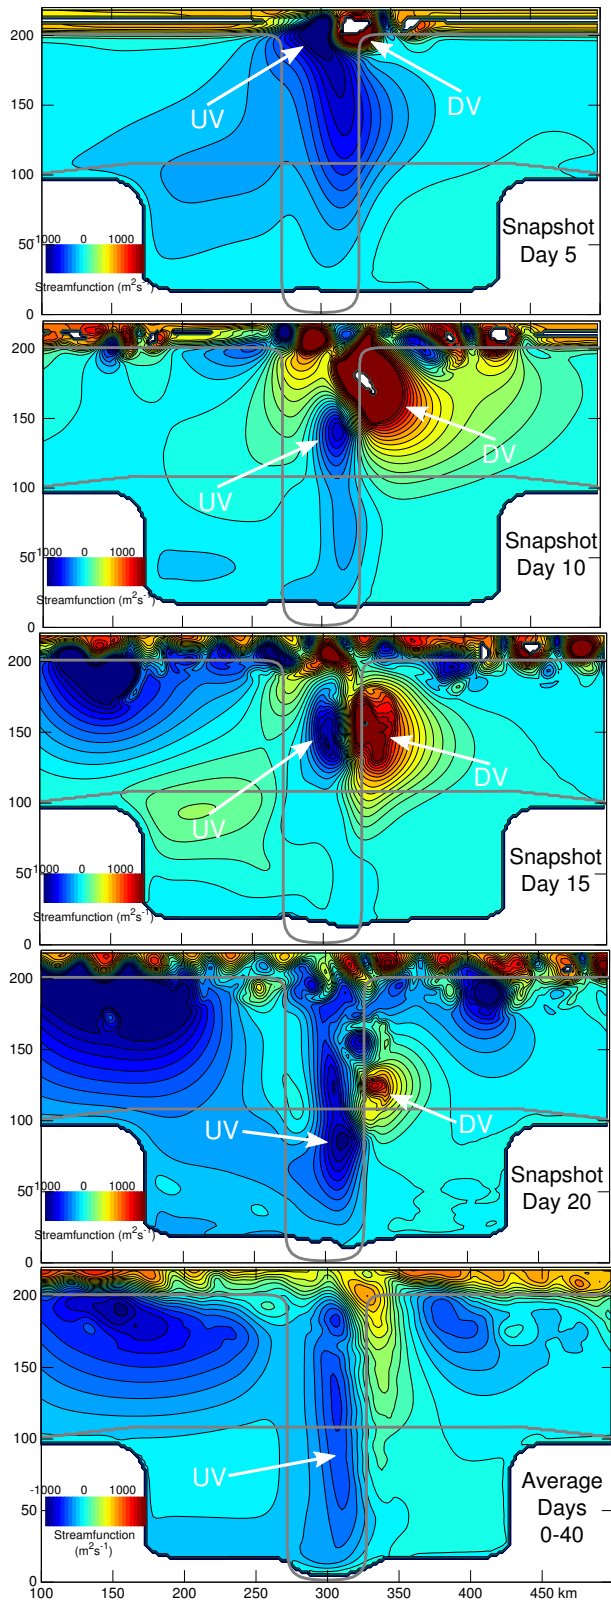 200
UV
DV
150
100
Snapshot
Day 5
50
-1000 0 1000
Streamfunction (m²s⁻¹)
0
200
150
DV
UV
100
Snapshot
Day 10
50
-1000 0 1000
Streamfunction (m²s⁻¹)
0
200
150
DV
100
UV
Snapshot
Day 15
50
-1000 0 1000
Streamfunction (m²s⁻¹)
0
200
150
100
UV
DV
Snapshot
Day 20
50
-1000 0 1000
Streamfunction (m²s⁻¹)
0
200
150
100
UV
Average
Days
0-40
50
-1000 0 1000
Streamfunction
(m²s⁻¹)
0
100 150 200 250 300 350 400 450 km